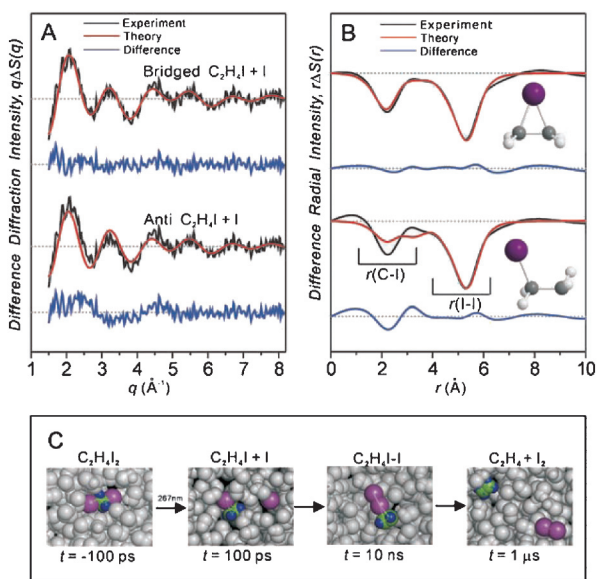 A
Experiment
Theory
Difference
Bridged C₂H₄I + I
Anti C₂H₄I + I
Difference Diffraction Intensity, qΔS(q)
1 2 3 4 5 6 7 8
q (Å⁻¹)
B
Experiment
Theory
Difference
r(C-I)
r(I-I)
Difference Radial Intensity, rΔS(r)
0 2 4 6 8 10
r (Å)
C
C₂H₄I₂
C₂H₄I + I
C₂H₄I-I
C₂H₄ + I₂
267nm
t = -100 ps
t = 100 ps
t = 10 ns
t = 1 μs